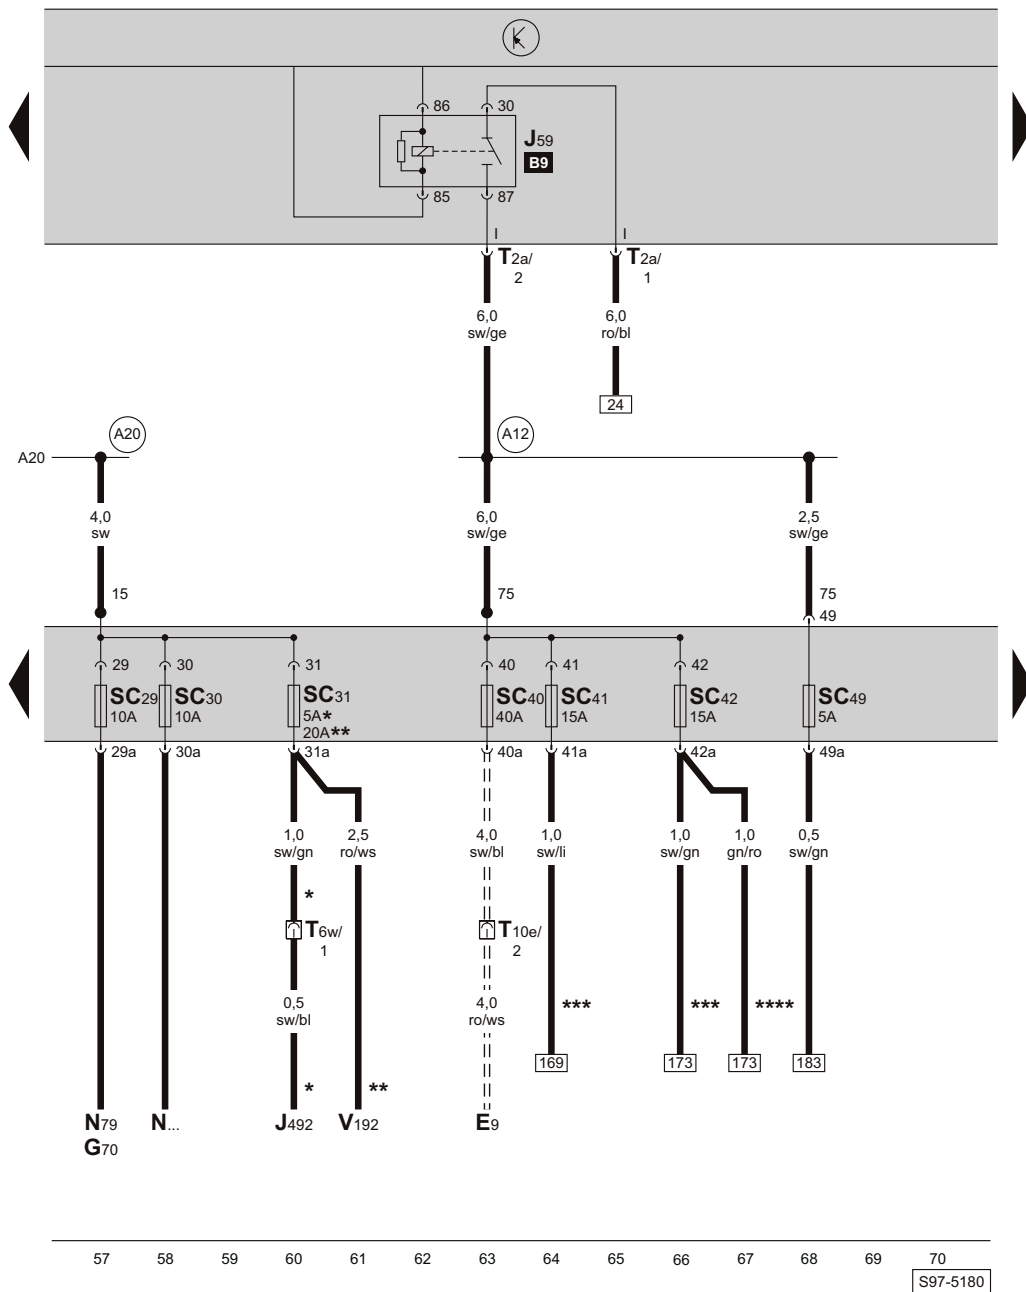 86
30
J59
B9
85
87
I
I
T2a/
2
T2a/
1
6,0
sw/ge
6,0
ro/bl
24
A20
A12
A20
4,0
sw
6,0
sw/ge
2,5
sw/ge
15
75
75
49
29
30
31
40
41
42
SC29
10A
SC30
10A
SC31
5A*
20A**
SC40
40A
SC41
15A
SC42
15A
SC49
5A
29a
30a
31a
40a
41a
42a
49a
1,0
sw/gn
2,5
ro/ws
4,0
sw/bl
1,0
sw/li
1,0
sw/gn
1,0
gn/ro
0,5
sw/gn
*
T6w/
1
T10e/
2
0,5
sw/bl
4,0
ro/ws
***
***
****
169
173
173
183
*
**
N79
G70
N...
J492
V192
E9
57 58 59 60 61 62 63 64 65 66 67 68 69 70
S97-5180